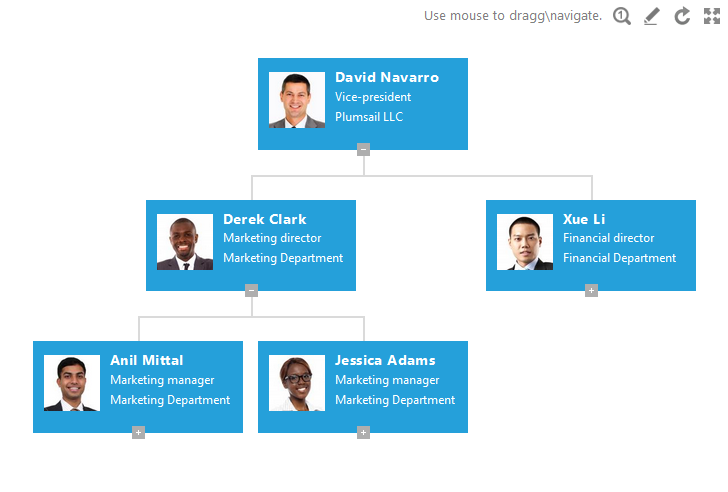 Use mouse to dragg\navigate.
1
David Navarro
Vice-president
Plumsail LLC
−
Derek Clark
Marketing director
Marketing Department
−
Xue Li
Financial director
Financial Department
+
Anil Mittal
Marketing manager
Marketing Department
+
Jessica Adams
Marketing manager
Marketing Department
+